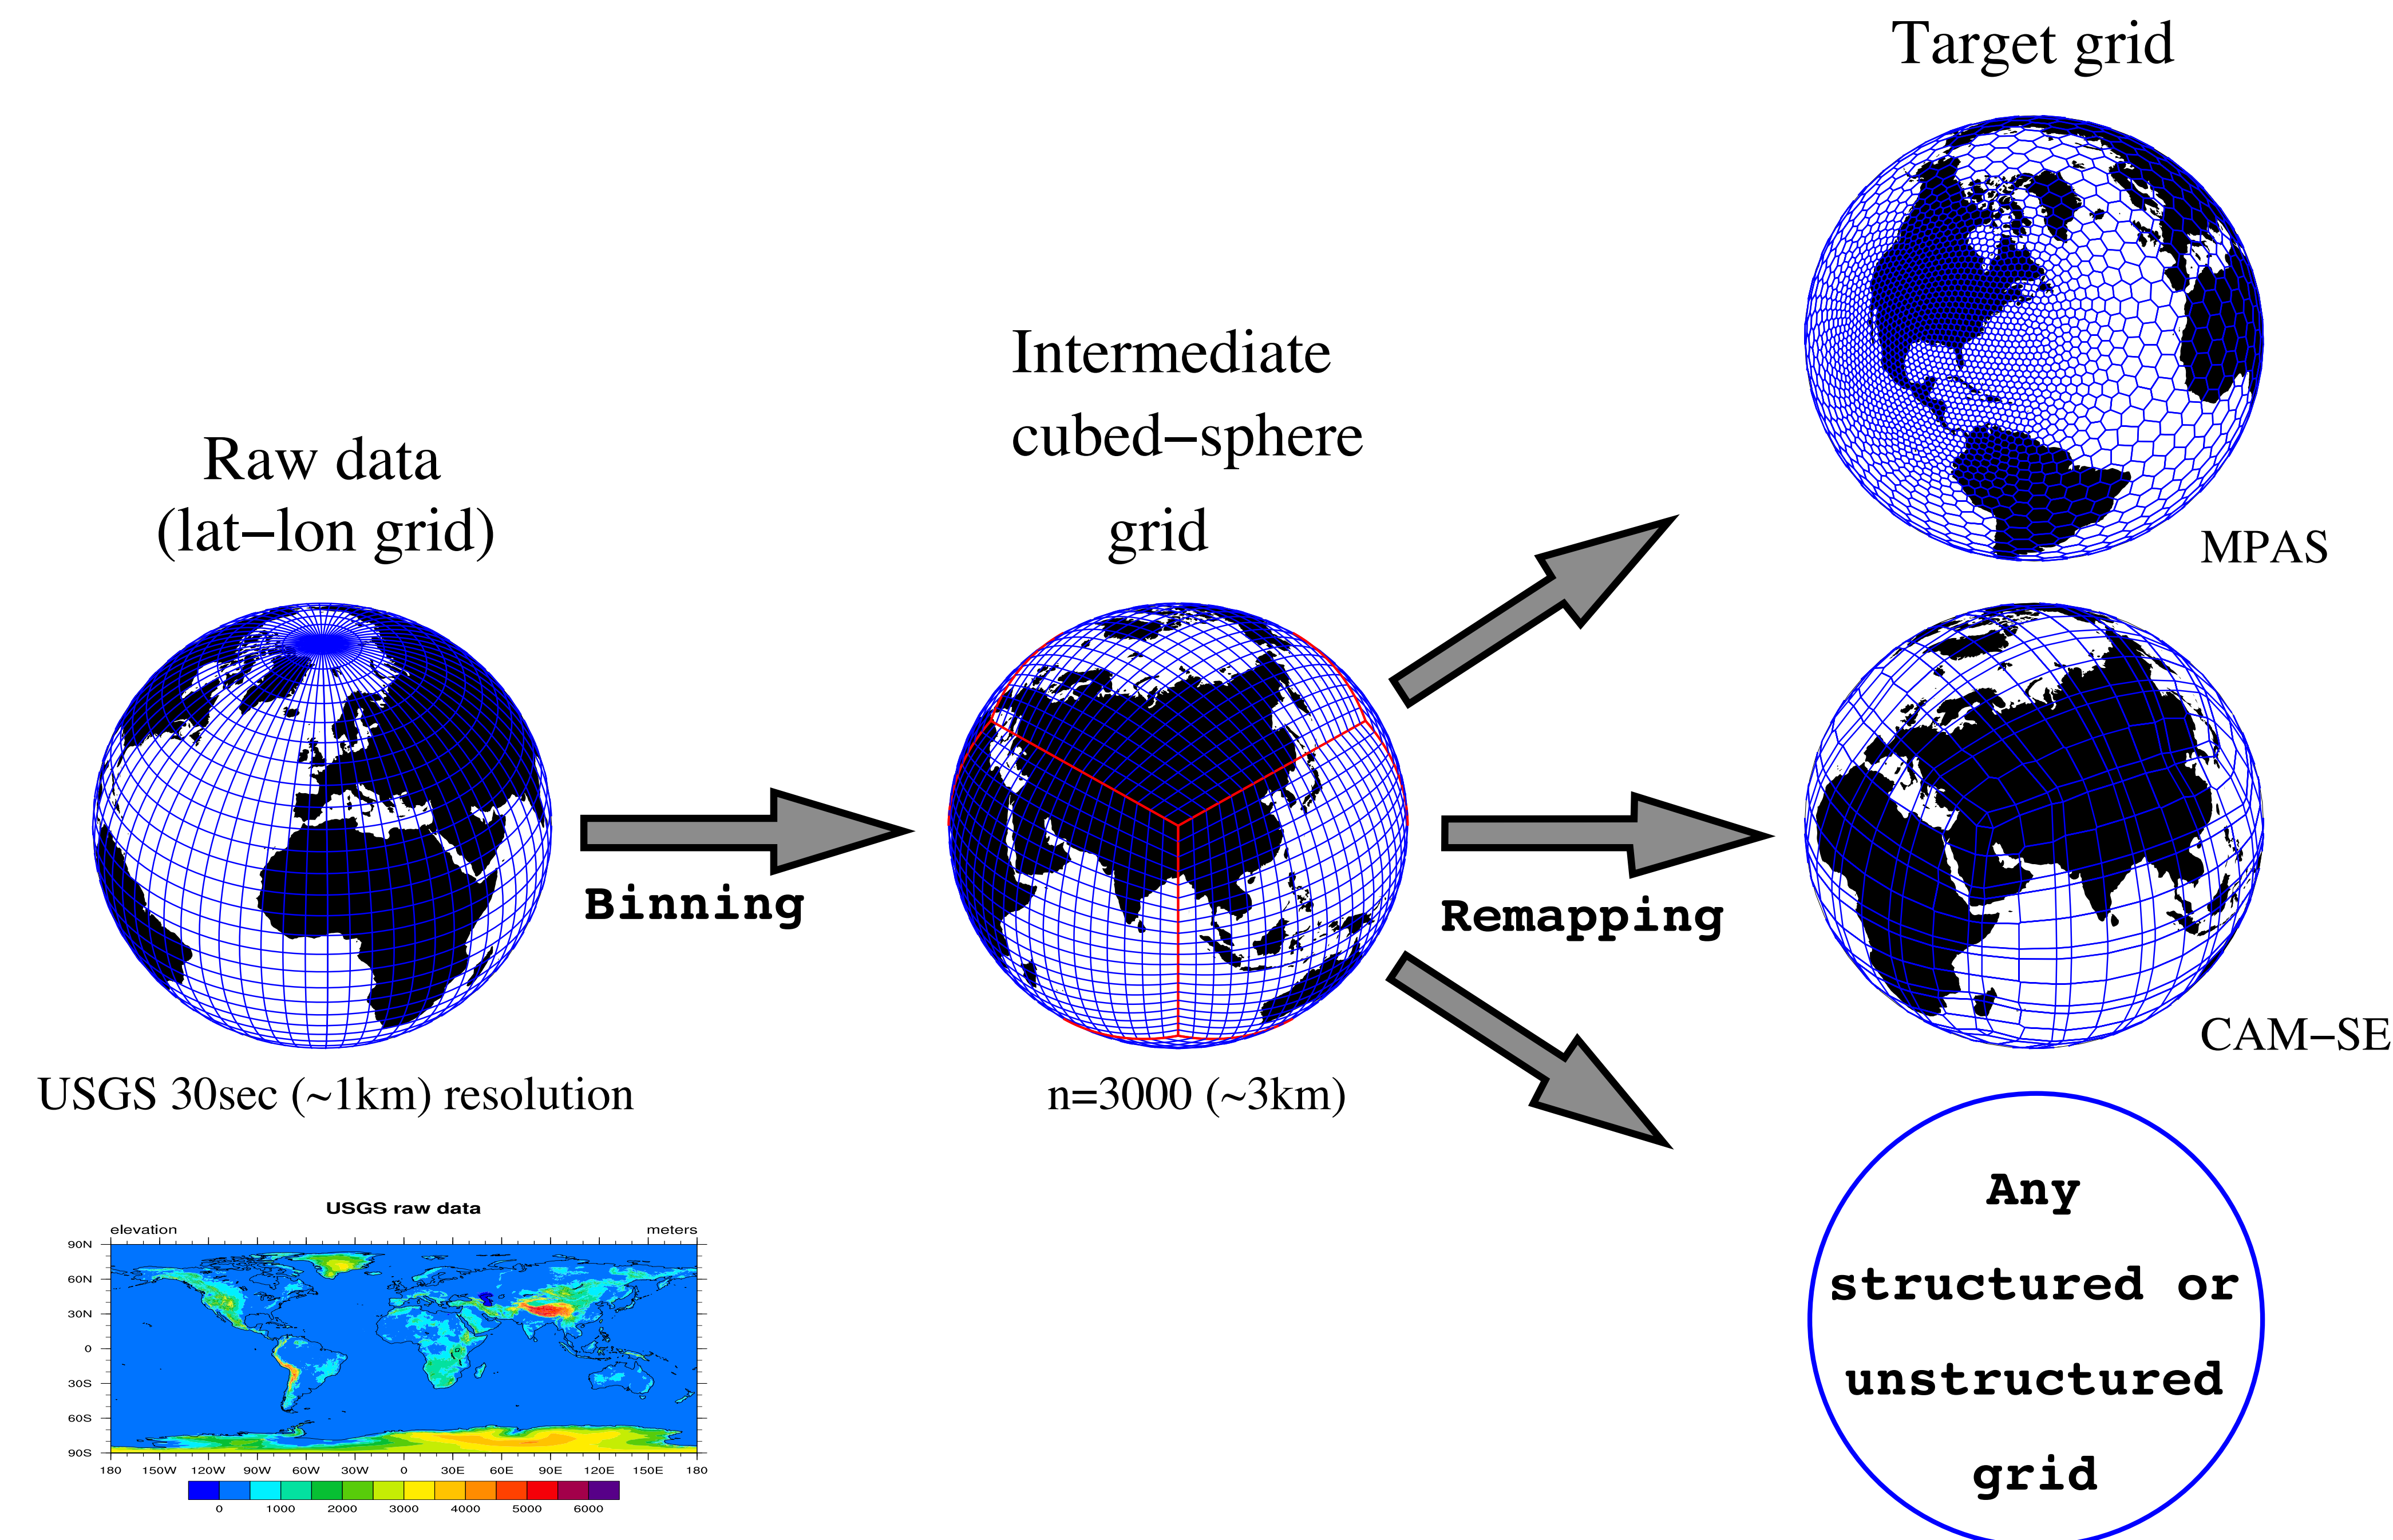 Target grid
Intermediate
cubed−sphere
grid
Raw data
(lat−lon grid)
MPAS
Binning
Remapping
CAM−SE
USGS 30sec (~1km) resolution
n=3000 (~3km)
Any
structured or
unstructured
grid
USGS raw data
elevation meters
90N
60N
30N
0
30S
60S
90S
180 150W 120W 90W 60W 30W 0 30E 60E 90E 120E 150E 180
0 1000 2000 3000 4000 5000 6000